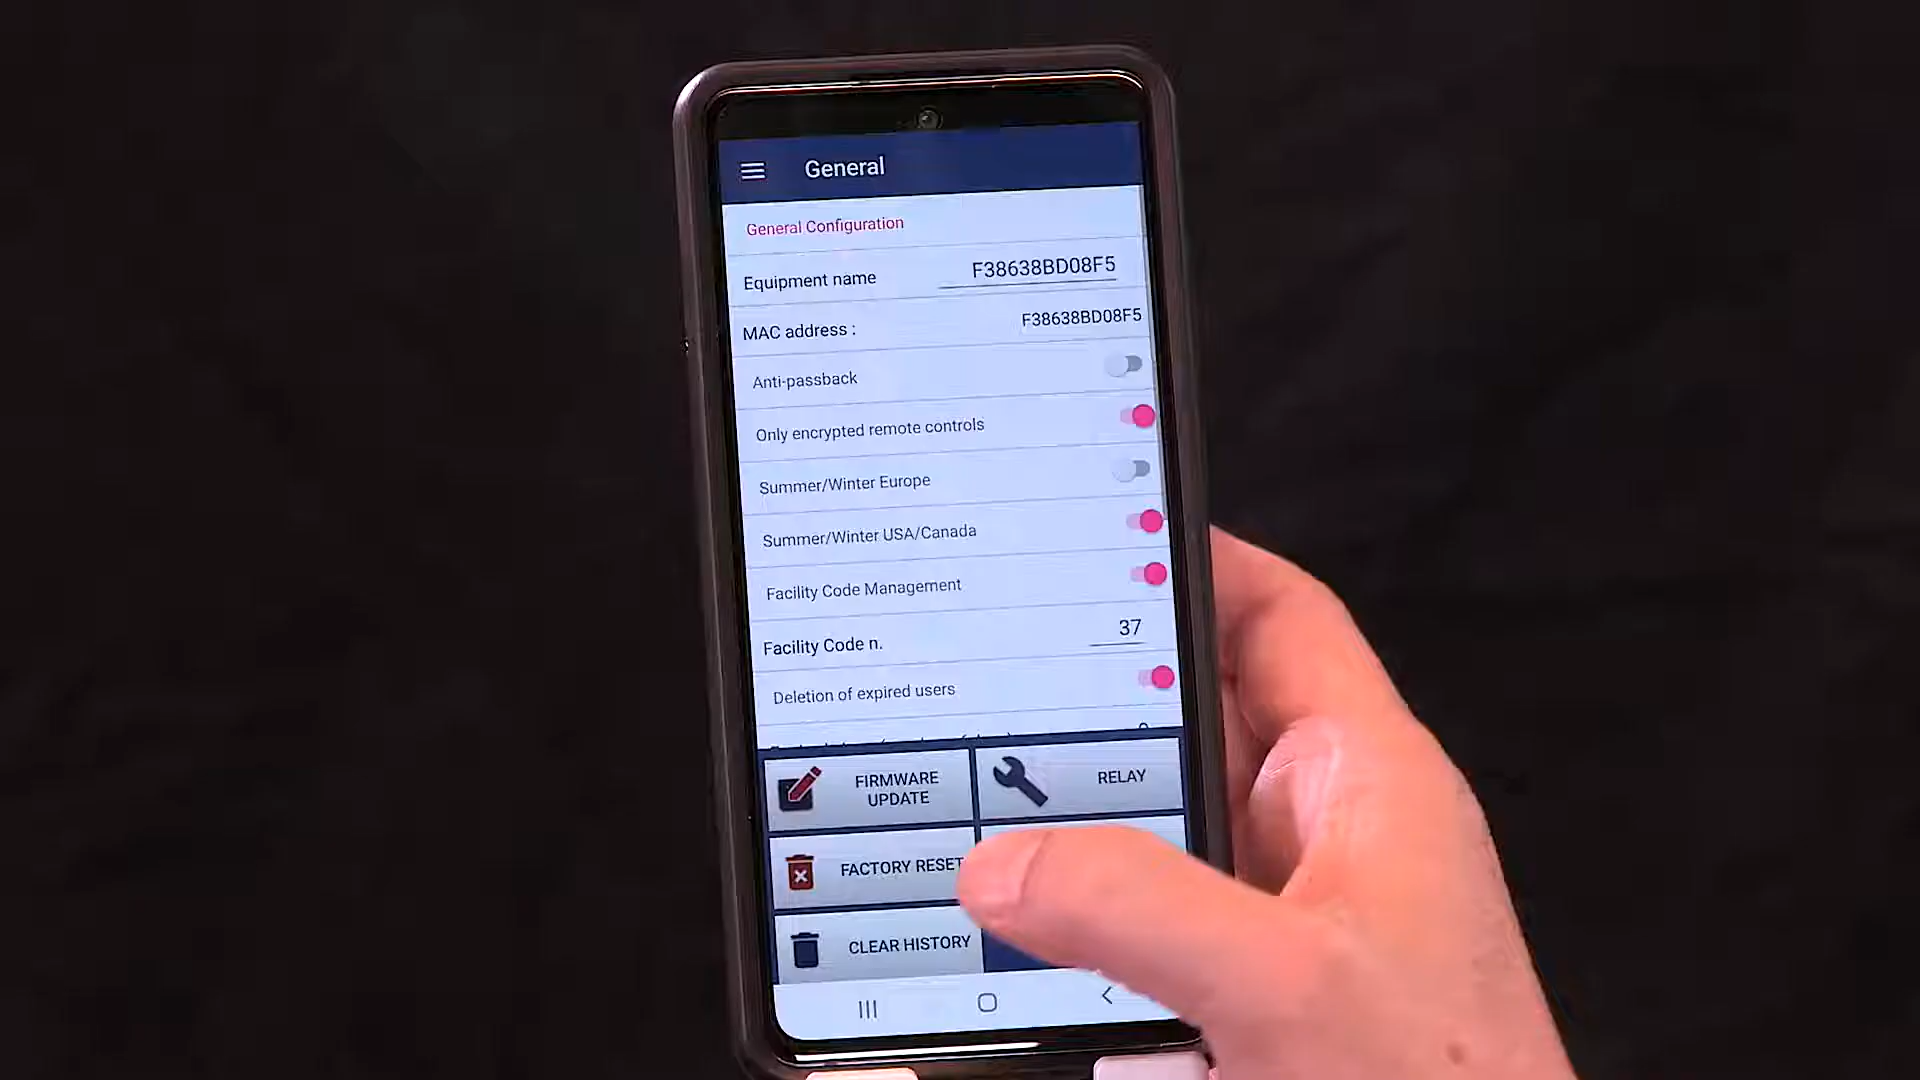 General
General Configuration
Equipment name F38638BD08F5
MAC address : F38638BD08F5
Anti-passback
Only encrypted remote controls
Summer/Winter Europe
Summer/Winter USA/Canada
Facility Code Management
Facility Code n. 37
Deletion of expired users
FIRMWARE
UPDATE
RELAY
FACTORY RESET
CLEAR HISTORY